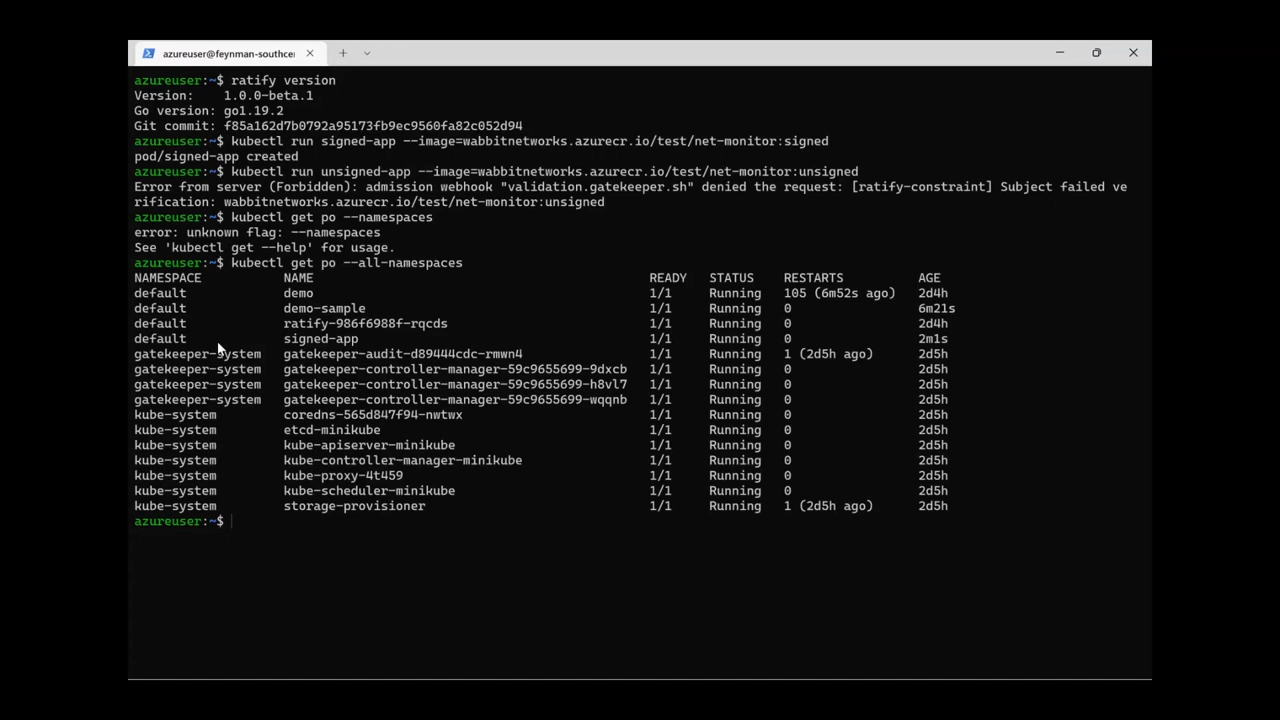 azureuser@feynman-southcer
azureuser:~$ ratify version
Version:    1.0.0-beta.1
Go version: go1.19.2
Git commit: f85a162d7b0792a95173fb9ec9560fa82c052d94
azureuser:~$ kubectl run signed-app --image=wabbitnetworks.azurecr.io/test/net-monitor:signed
pod/signed-app created
azureuser:~$ kubectl run unsigned-app --image=wabbitnetworks.azurecr.io/test/net-monitor:unsigned
Error from server (Forbidden): admission webhook "validation.gatekeeper.sh" denied the request: [ratify-constraint] Subject failed ve
rification: wabbitnetworks.azurecr.io/test/net-monitor:unsigned
azureuser:~$ kubectl get po --namespaces
error: unknown flag: --namespaces
See 'kubectl get --help' for usage.
azureuser:~$ kubectl get po --all-namespaces
NAMESPACE           NAME                                             READY   STATUS    RESTARTS          AGE
default             demo                                             1/1     Running   105 (6m52s ago)   2d4h
default             demo-sample                                      1/1     Running   0                 6m21s
default             ratify-986f6988f-rqcds                           1/1     Running   0                 2d4h
default             signed-app                                       1/1     Running   0                 2m1s
gatekeeper-system   gatekeeper-audit-d89444cdc-rmwn4                 1/1     Running   1 (2d5h ago)      2d5h
gatekeeper-system   gatekeeper-controller-manager-59c9655699-9dxcb   1/1     Running   0                 2d5h
gatekeeper-system   gatekeeper-controller-manager-59c9655699-h8vl7   1/1     Running   0                 2d5h
gatekeeper-system   gatekeeper-controller-manager-59c9655699-wqqnb   1/1     Running   0                 2d5h
kube-system         coredns-565d847f94-nwtwx                         1/1     Running   0                 2d5h
kube-system         etcd-minikube                                    1/1     Running   0                 2d5h
kube-system         kube-apiserver-minikube                          1/1     Running   0                 2d5h
kube-system         kube-controller-manager-minikube                 1/1     Running   0                 2d5h
kube-system         kube-proxy-4t459                                 1/1     Running   0                 2d5h
kube-system         kube-scheduler-minikube                          1/1     Running   0                 2d5h
kube-system         storage-provisioner                              1/1     Running   1 (2d5h ago)      2d5h
azureuser:~$